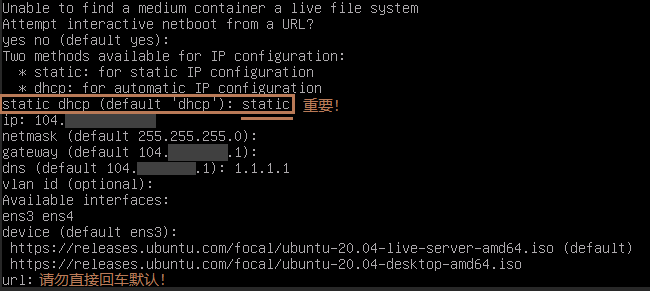 Unable to find a medium container a live file system
Attempt interactive netboot from a URL?
yes no (default yes):
Two methods available for IP configuration:
* static: for static IP configuration
* dhcp: for automatic IP configuration
static dhcp (default 'dhcp'): static 重要!
ip: 104.
netmask (default 255.255.255.0):
gateway (default 104. .1):
dns (default 104. .1): 1.1.1.1
vlan id (optional):
Available interfaces:
ens3 ens4
device (default ens3):
https://releases.ubuntu.com/focal/ubuntu-20.04-live-server-amd64.iso (default)
https://releases.ubuntu.com/focal/ubuntu-20.04-desktop-amd64.iso
url: 请勿直接回车默认!